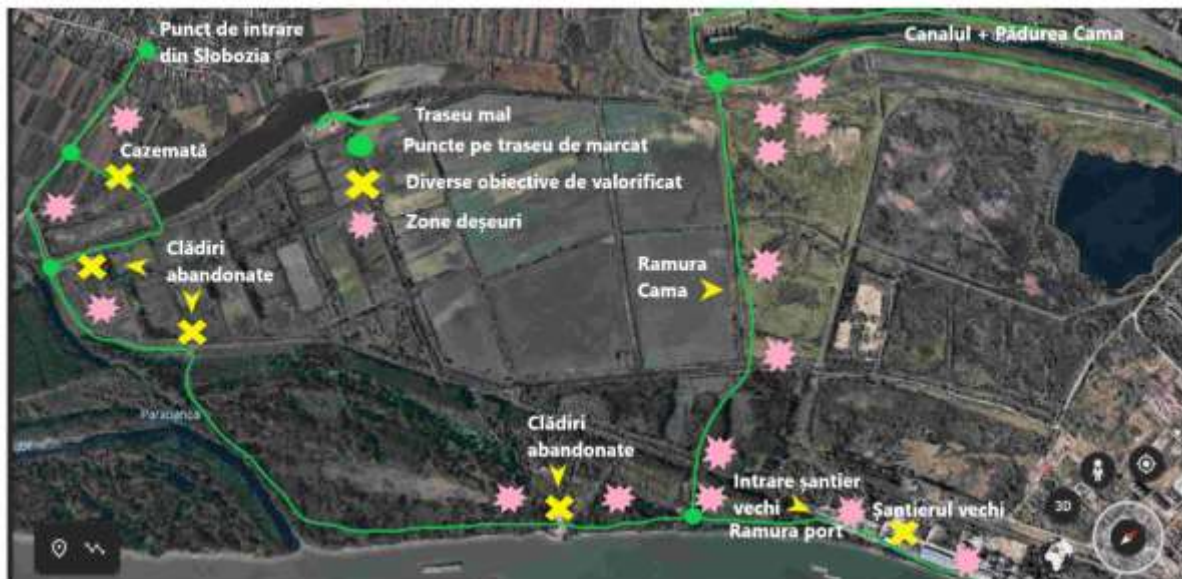 Punct de intrare
din Slobozia
Canalul + Pădurea Cama
Traseu mal
Puncte pe traseu de marcat
Cazemată
Diverse obiective de valorificat
Zone deșeuri
Clădiri
abandonate
Ramura
Cama
Clădiri
abandonate
Intrare șantier
vechi
Ramura port
Șantierul vechi
3D